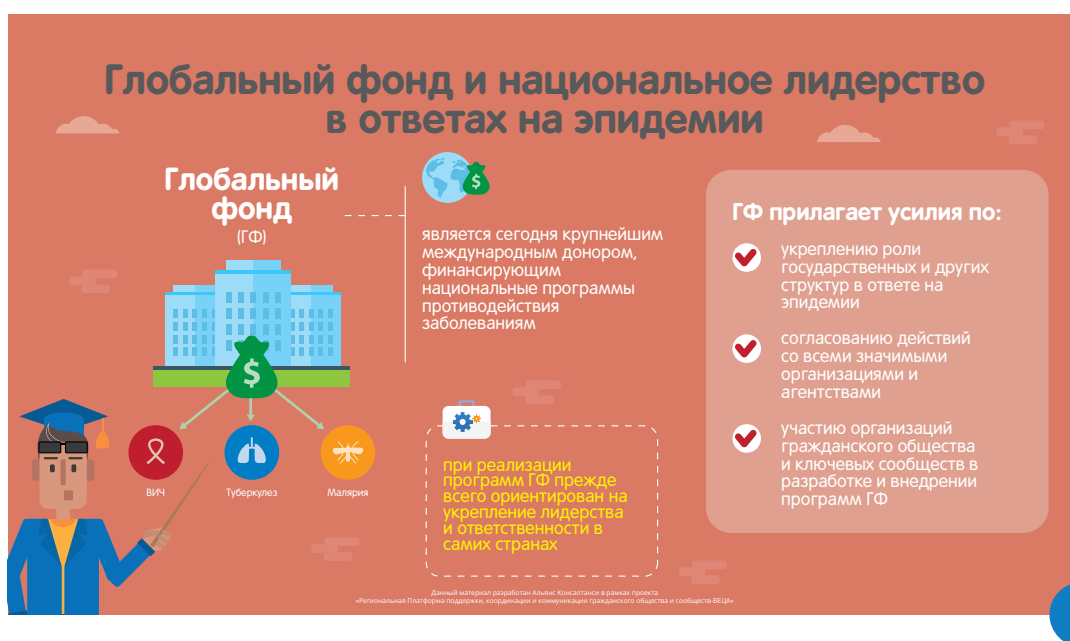 Глобальный фонд и национальное лидерство
в ответах на эпидемии
Глобальный
фонд
(ГФ)
является сегодня крупнейшим
международным донором,
финансирующим
национальные программы
противодействия
заболеваниям
$
$
ВИЧ
Туберкулез
Малярия
при реализации
программ ГФ прежде
всего ориентирован на
укрепление лидерства
и ответственности в
самих странах
ГФ прилагает усилия по:
укреплению роли
государственных и других
структур в ответе на
эпидемии
согласованию действий
со всеми значимыми
организациями и
агентствами
участию организаций
гражданского общества
и ключевых сообществ в
разработке и внедрении
программ ГФ
Данный материал разработан Альянс Консалтанси в рамках проекта
«Региональная Платформа поддержки, координации и коммуникации гражданского общества и сообществ-ВЕЦА»